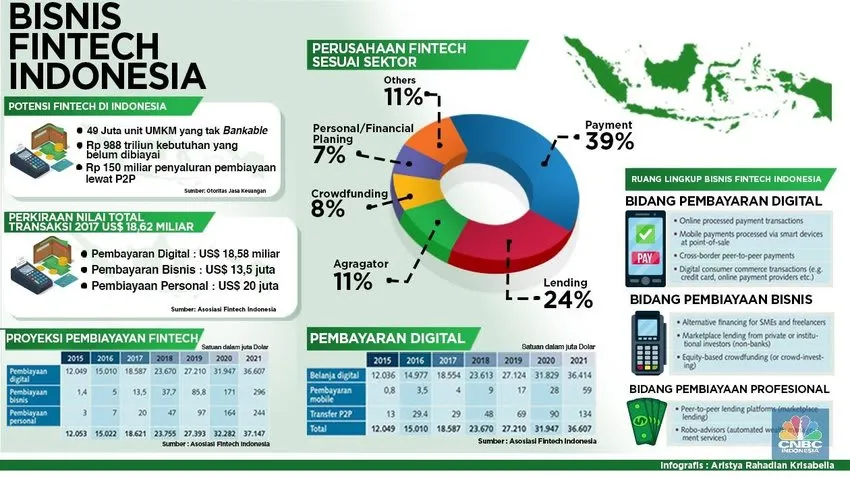 BISNIS
FINTECH
INDONESIA
POTENSI FINTECH DI INDONESIA
49 Juta unit UMKM yang tak Bankable
Rp 988 triliun kebutuhan yang
belum dibiayai
Rp 150 miliar penyaluran pembiayaan
lewat P2P
Sumber: Otoritas Jasa Keuangan
PERKIRAAN NILAI TOTAL
TRANSAKSI 2017 US$ 18,62 MILIAR
Pembayaran Digital : US$ 18,58 miliar
Pembayaran Bisnis : US$ 13,5 juta
Pembiayaan Personal : US$ 20 juta
Sumber : Asosiasi Fintech Indonesia
PERUSAHAAN FINTECH
SESUAI SEKTOR
Others
11%
Personal/Financial
Planing
7%
Crowdfunding
8%
Agragator
11%
Payment
39%
Lending
24%
RUANG LINGKUP BISNIS FINTECH INDONESIA
BIDANG PEMBAYARAN DIGITAL
PAY
Online processed payment transactions
Mobile payments processed via smart devices
at point-of-sale
Cross-border peer-to-peer payments
Digital consumer commerce transactions (e.g.
credit card, online payment providers etc.)
BIDANG PEMBIAYAAN BISNIS
Alternative financing for SMEs and freelancers
Marketplace lending from private or institu-
tional investors (non-banks)
Equity-based crowdfunding (or crowd-invest-
ing)
BIDANG PEMBIAYAAN PROFESIONAL
Peer-to-peer lending platforms (marketplace
lending)
Robo-advisors (automated
ment services)
CNBC
INDONESIA
PROYEKSI PEMBIAYAYAN FINTECH
Satuan dalam juta Dolar
2015 2016 2017 2018 2019 2020 2021
Pembiayaan
digital 12.049 15.010 18.587 23.670 27.210 31.947 36.607
Pembiayaan
bisnis 1,4 5 13,5 37,7 85,8 171 296
Pembiayaan
personal 3 7 20 47 97 164 244
12.053 15.022 18.621 23.755 27.393 32.282 37.147
Sumber : Asosiasi Fintech Indonesia
PEMBAYARAN DIGITAL
Satuan dalam juta Dolar
2015 2016 2017 2018 2019 2020 2021
Belanja digital 12.036 14.977 18.554 23.613 27.124 31.829 36.414
Pembayaran
mobile 0,8 3,5 4 9 17 28 59
Transfer P2P 13 29.4 29 48 69 90 134
Total 12.049 15.010 18.587 23.670 27.210 31.947 36.607
Sumber : Asosiasi Fintech Indonesia
Infografis : Aristya Rahadian Krisabella